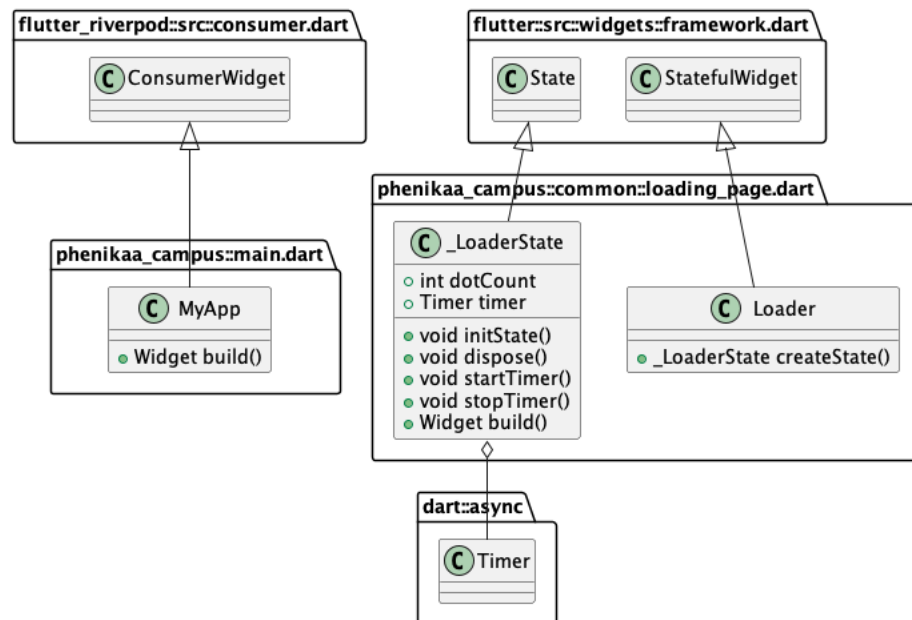 flutter_riverpod::src::consumer.dart
C ConsumerWidget
flutter::src::widgets::framework.dart
C State
C StatefulWidget
phenikaa_campus::main.dart
C MyApp
Widget build()
phenikaa_campus::common::loading_page.dart
C _LoaderState
int dotCount
Timer timer
void initState()
void dispose()
void startTimer()
void stopTimer()
Widget build()
C Loader
_LoaderState createState()
dart::async
C Timer